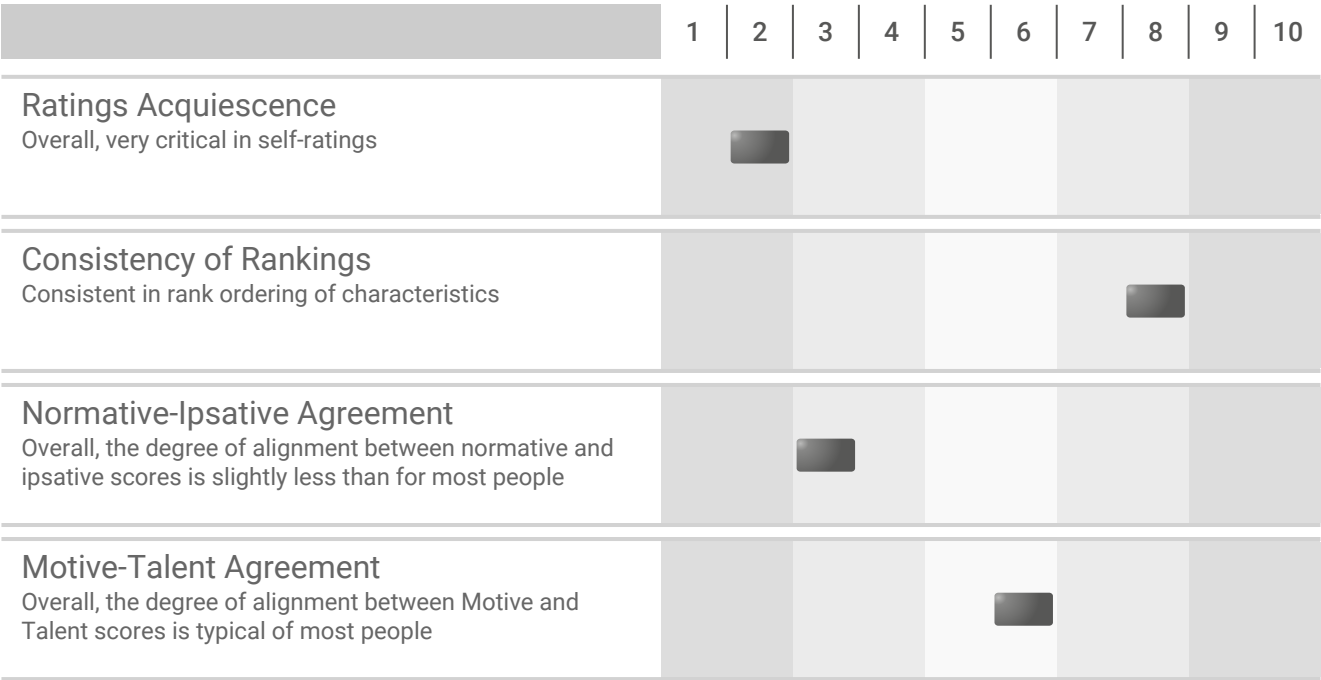 1 2 3 4 5 6 7 8 9 10
Ratings Acquiescence
Overall, very critical in self-ratings
Consistency of Rankings
Consistent in rank ordering of characteristics
Normative-Ipsative Agreement
Overall, the degree of alignment between normative and
ipsative scores is slightly less than for most people
Motive-Talent Agreement
Overall, the degree of alignment between Motive and
Talent scores is typical of most people